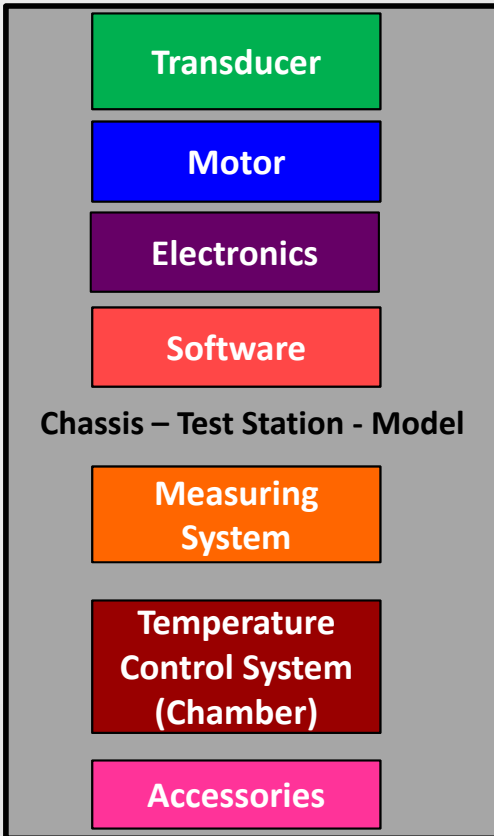 Transducer
Motor
Electronics
Software
Chassis – Test Station - Model
Measuring
System
Temperature
Control System
(Chamber)
Accessories